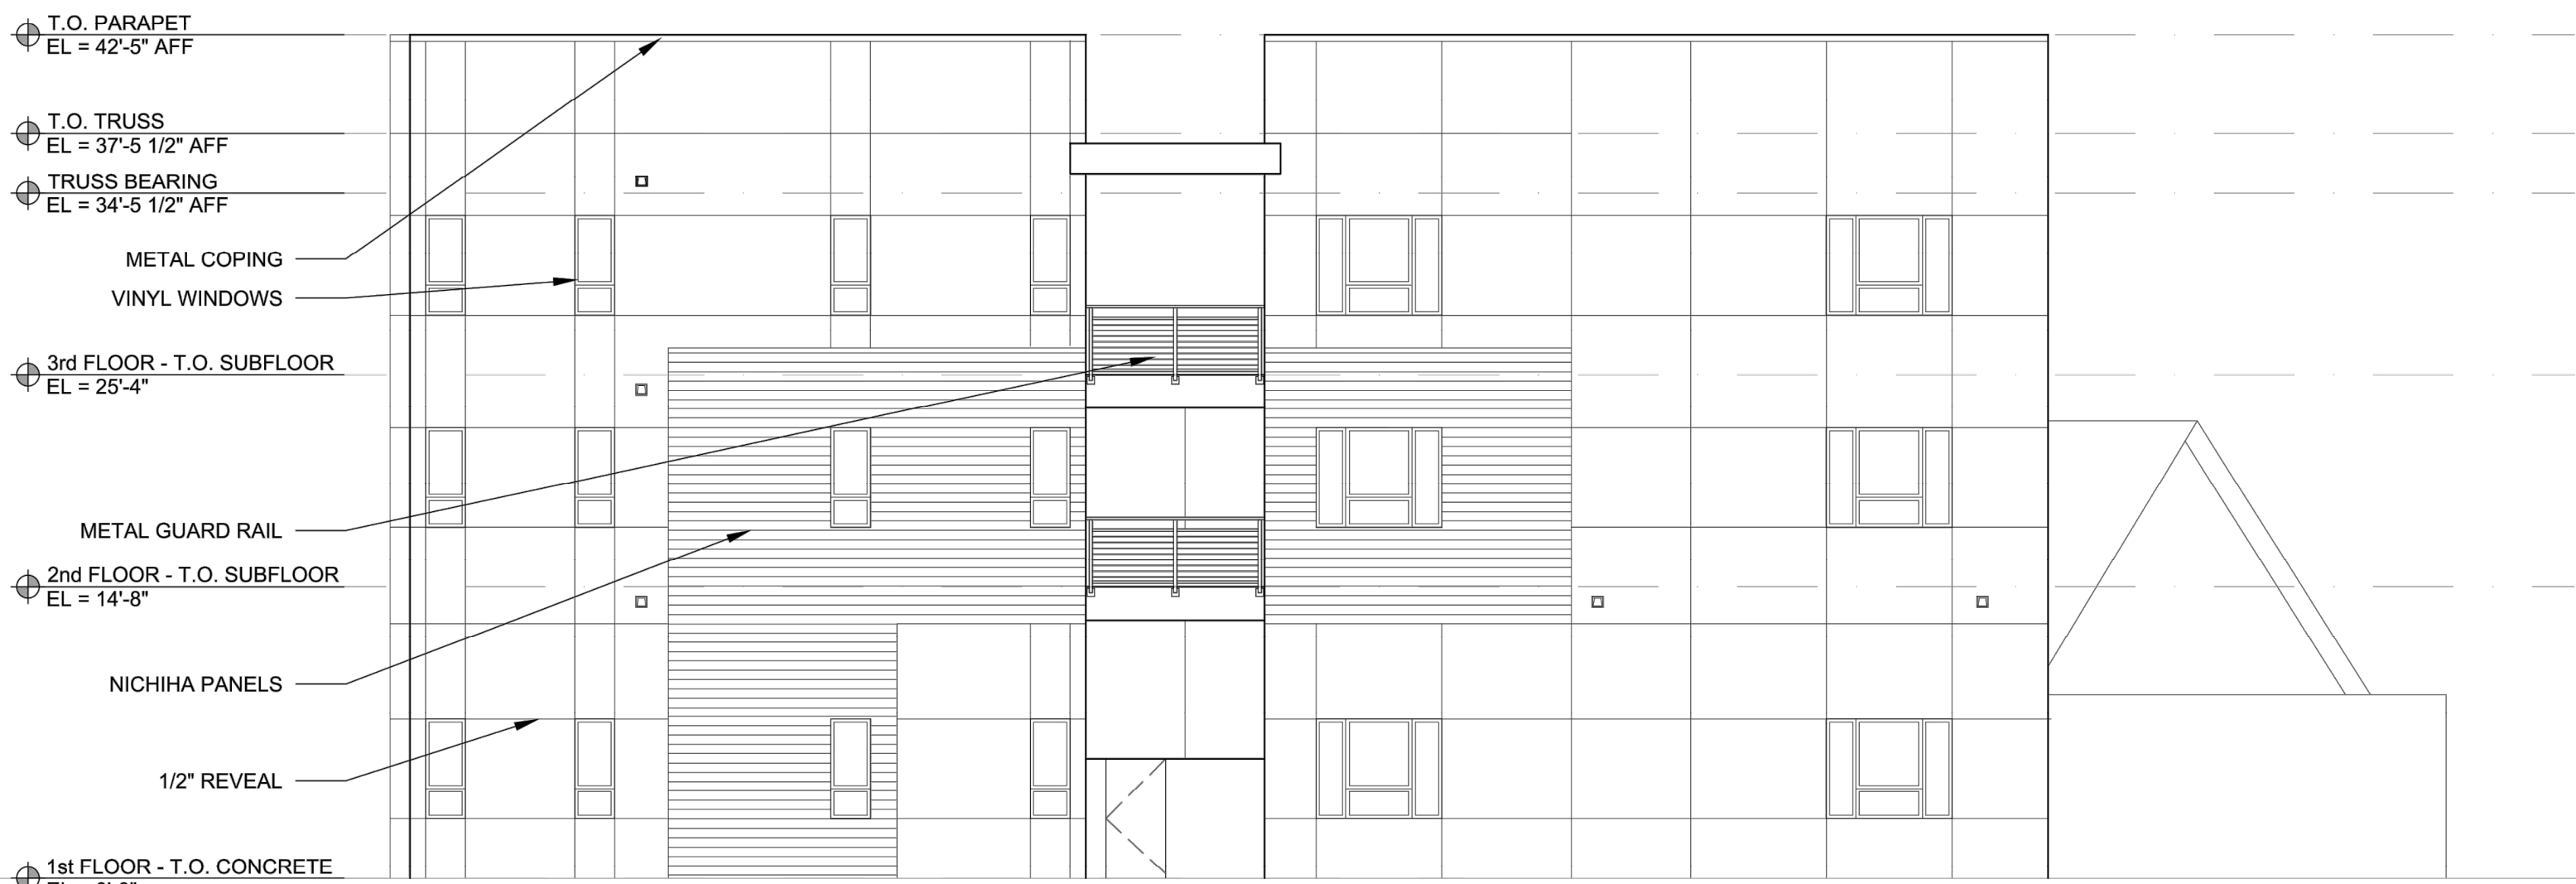 T.O. PARAPET
EL = 42'-5" AFF
T.O. TRUSS
EL = 37'-5 1/2" AFF
TRUSS BEARING
EL = 34'-5 1/2" AFF
METAL COPING
VINYL WINDOWS
3rd FLOOR - T.O. SUBFLOOR
EL = 25'-4"
METAL GUARD RAIL
2nd FLOOR - T.O. SUBFLOOR
EL = 14'-8"
NICHIHA PANELS
1/2" REVEAL
1st FLOOR - T.O. CONCRETE